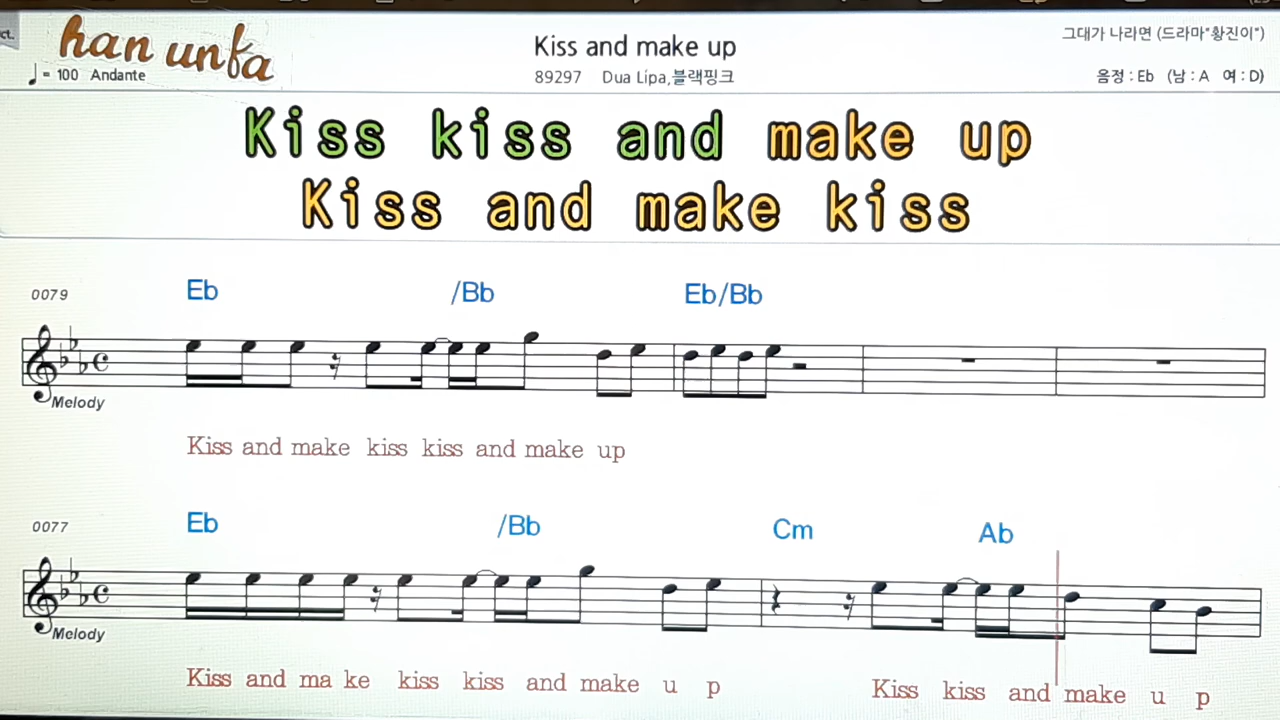 ct.
han unfa
= 100 Andante
Kiss and make up
89297 Dua Lipa,블랙핑크
그대가 나라면 (드라마"황진이")
음정 : Eb (남 : A 여 : D)
Kiss kiss and make up
Kiss and make kiss
0079
Eb /Bb Eb/Bb
Melody
Kiss and make kiss kiss and make up
0077
Eb /Bb Cm Ab
Melody
Kiss and ma ke kiss kiss and make u p Kiss kiss and make u p